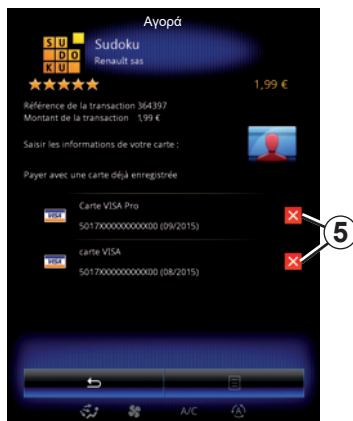 Αγορά
SU
DO
KU
Sudoku
Renault sas
1,99 €
Référence de la transaction 364397
Montant de la transaction 1,99 €
Saisir les informations de votre carte :
Payer avec une carte déjà enregistrée
VISA
Carte VISA Pro
5017XXXXXXXXXX00 (09/2015)
5
VISA
carte VISA
5017XXXXXXXXXX00 (08/2015)
A/C
A